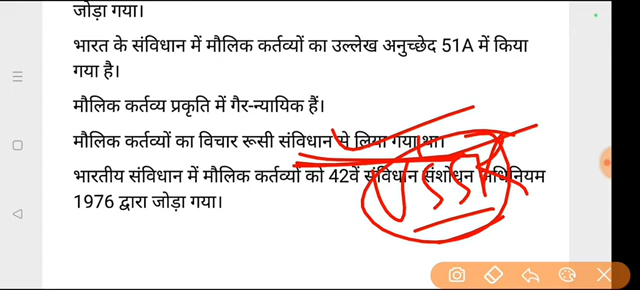 जोड़ा गया।
भारत के संविधान में मौलिक कर्तव्यों का उल्लेख अनुच्छेद 51A में किया
गया है।
मौलिक कर्तव्य प्रकृति में गैर-न्यायिक हैं।
मौलिक कर्तव्यों का विचार रूसी संविधान से लिया गया था।
भारतीय संविधान में मौलिक कर्तव्यों को 42वें संविधान संशोधन अधिनियम
1976 द्वारा जोड़ा गया।
USSR